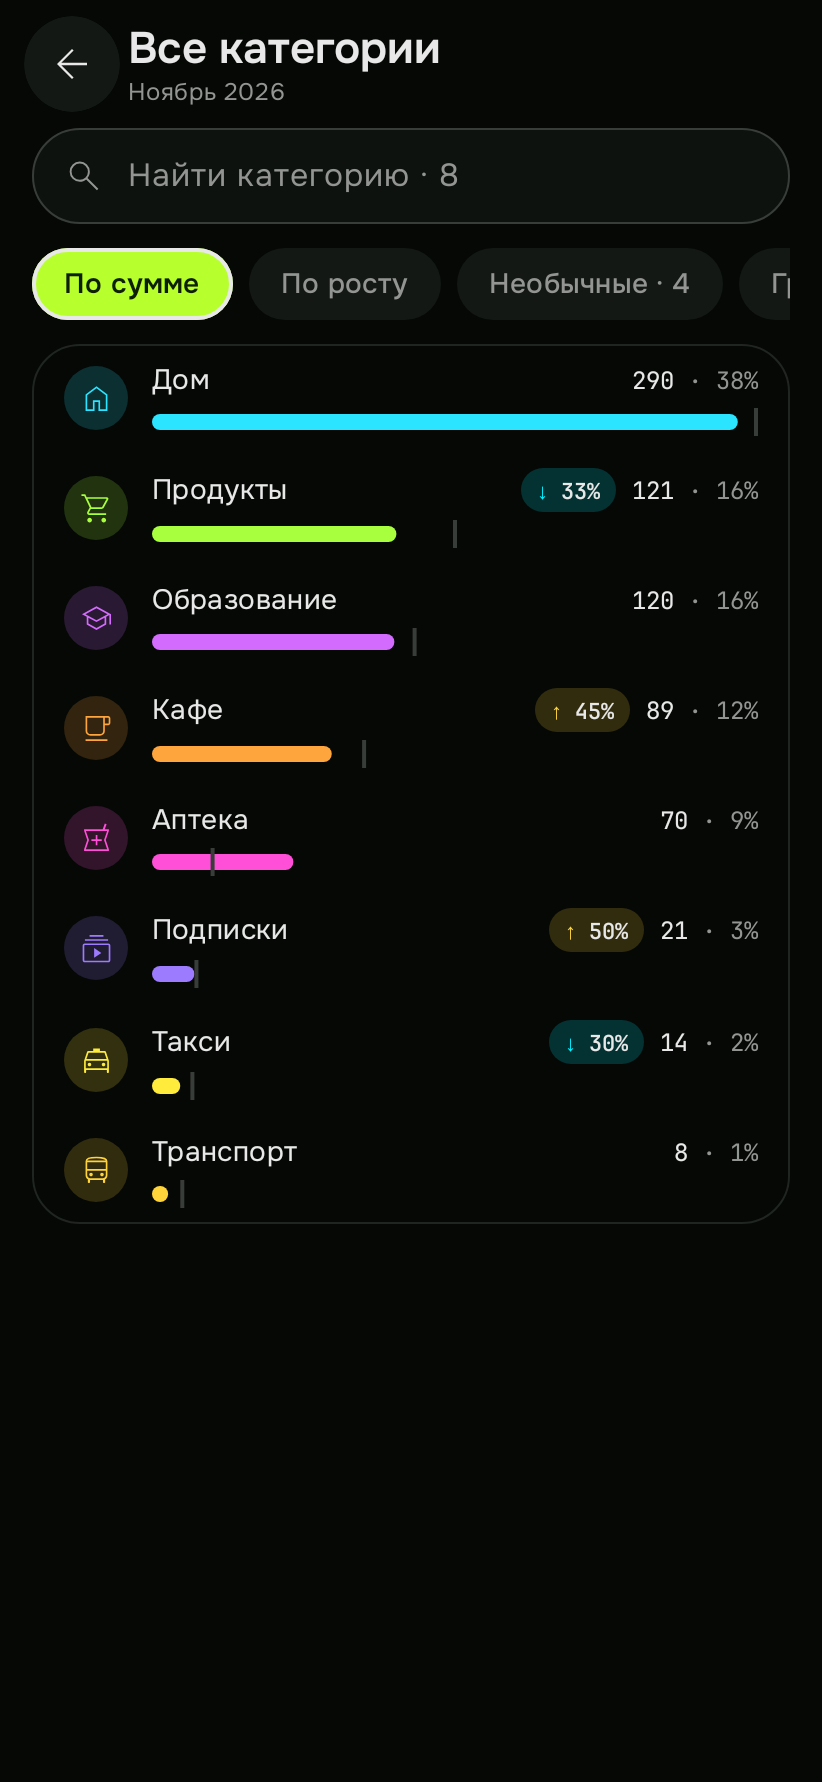 Все категории
Ноябрь 2026
Найти категорию · 8
По сумме
По росту
Необычные · 4
Дом 290 · 38%
Продукты ↓ 33% 121 · 16%
Образование 120 · 16%
Кафе ↑ 45% 89 · 12%
Аптека 70 · 9%
Подписки ↑ 50% 21 · 3%
Такси ↓ 30% 14 · 2%
Транспорт 8 · 1%